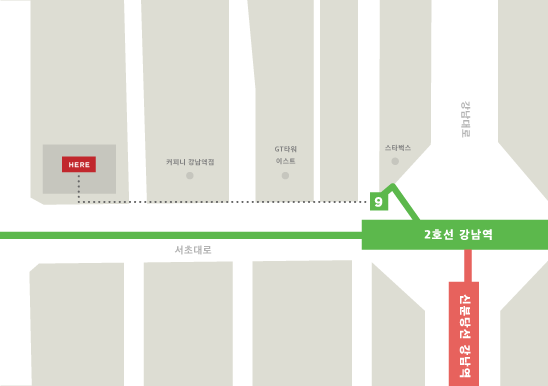 강남대로
스타벅스
GT타워
이스트
커피니 강남역점
HERE
9
2호선 강남역
서초대로
신분당선 강남역